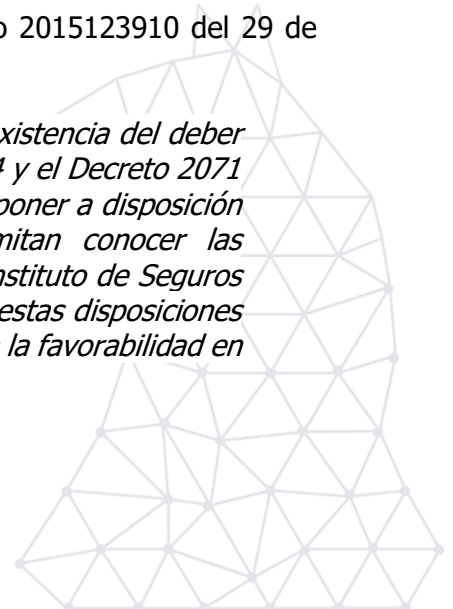 o 2015123910 del 29 de
xistencia del deber
4 y el Decreto 2071
poner a disposición
mitan conocer las
nstituto de Seguros
estas disposiciones
la favorabilidad en